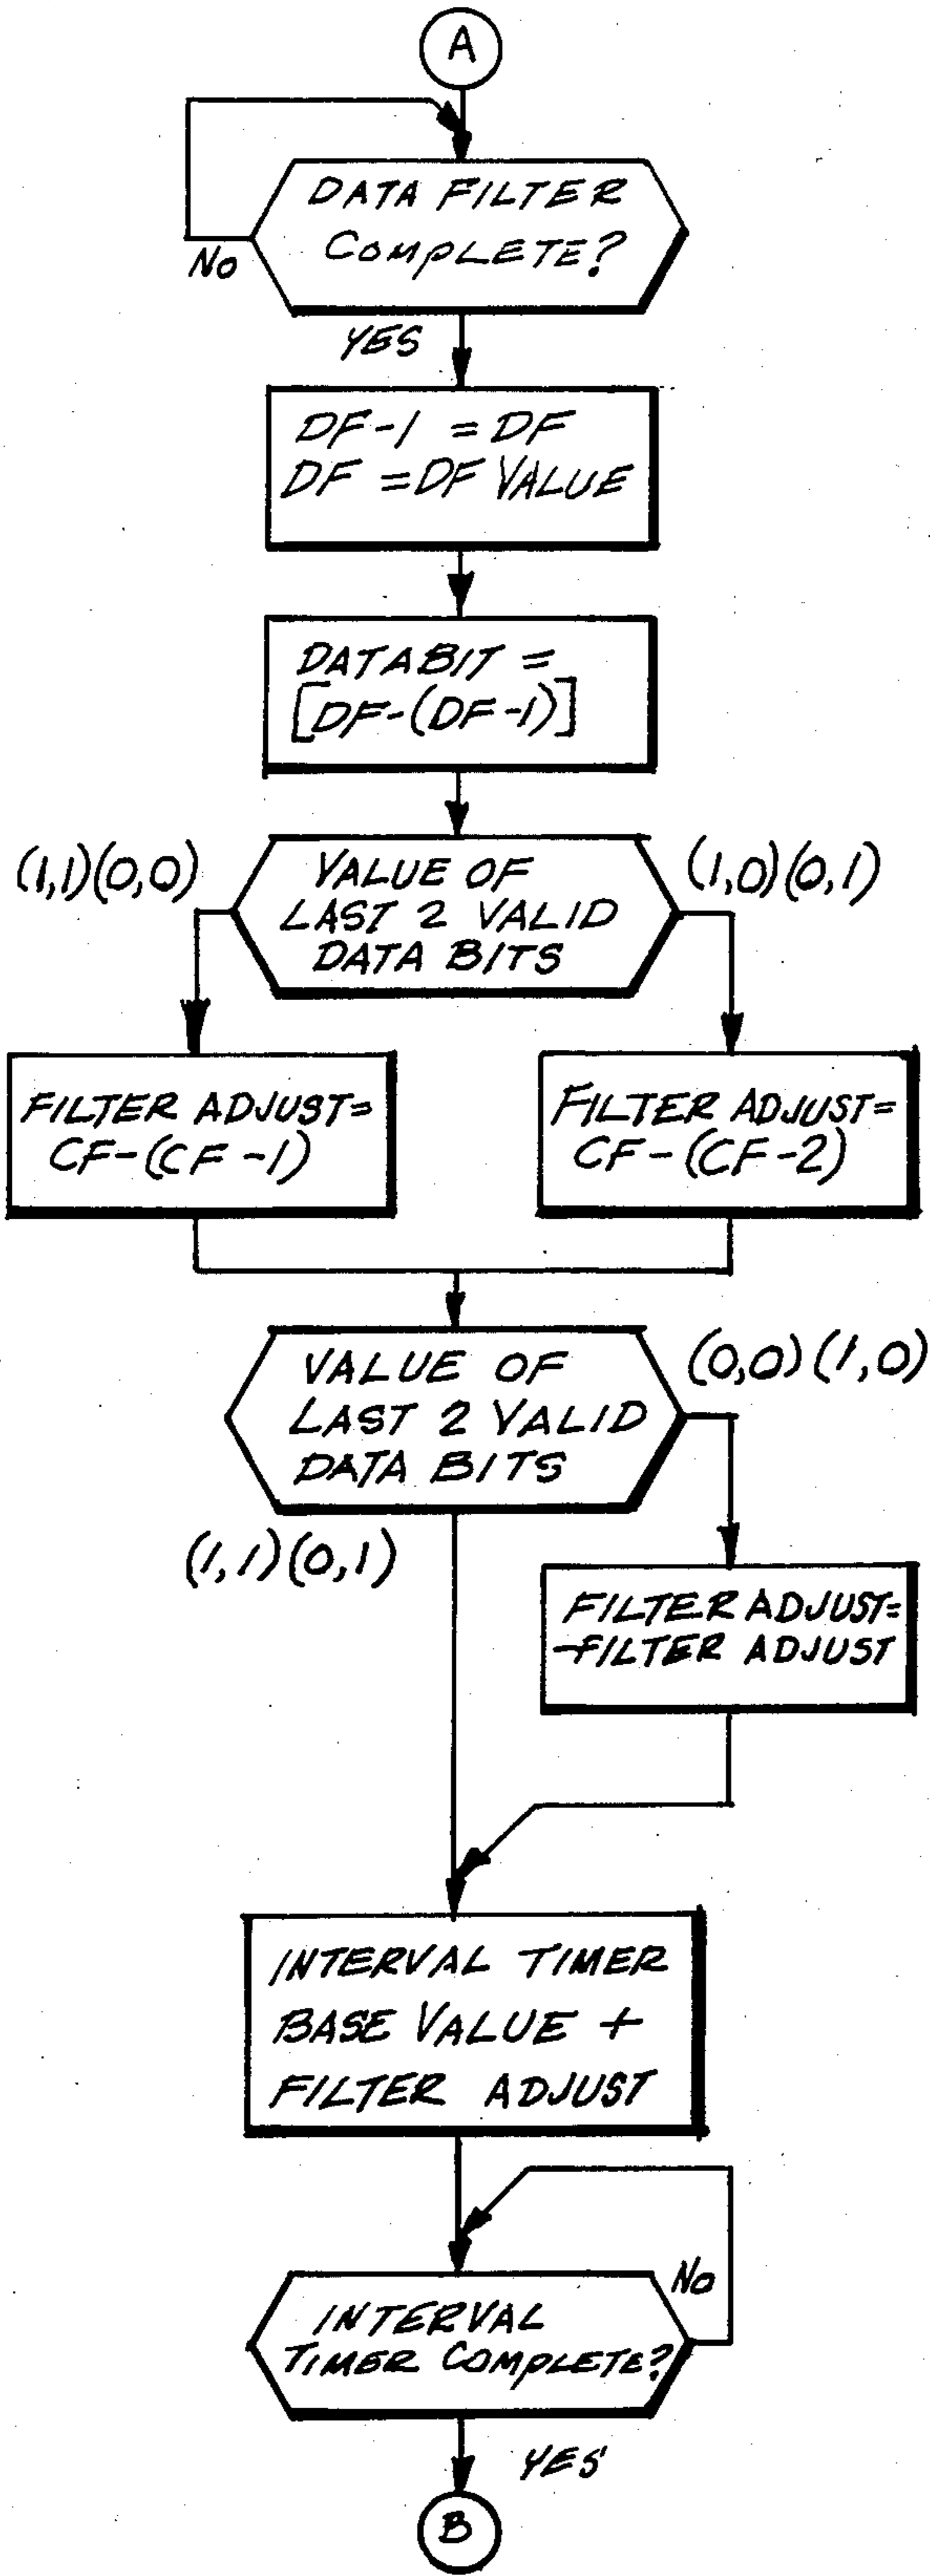 A
DATA FILTER
COMPLETE?
NO
YES
DF-1 = DF
DF = DF VALUE
DATA BIT =
[DF-(DF-1)]
(1,1)(0,0)
VALUE OF
LAST 2 VALID
DATA BITS
(1,0)(0,1)
FILTER ADJUST=
CF-(CF-1)
FILTER ADJUST=
CF-(CF-2)
VALUE OF
LAST 2 VALID
DATA BITS
(0,0)(1,0)
(1,1)(0,1)
FILTER ADJUST=
-FILTER ADJUST
INTERVAL TIMER
BASE VALUE +
FILTER ADJUST
NO
INTERVAL
TIMER COMPLETE?
YES
B